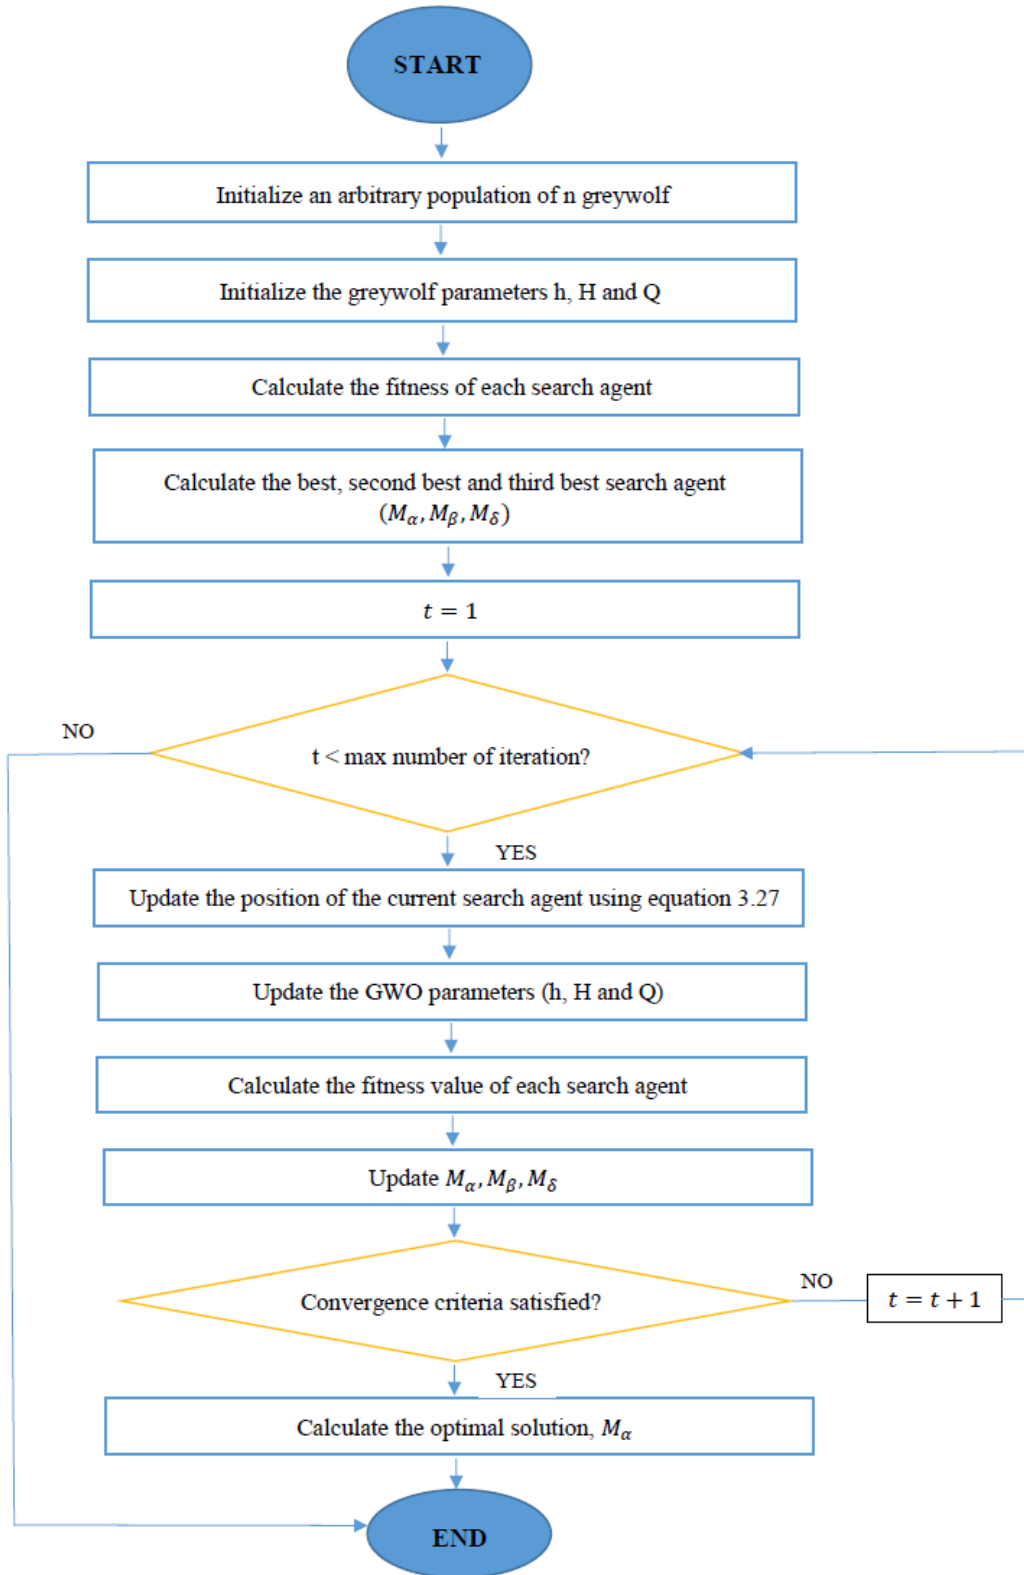 START
Initialize an arbitrary population of n greywolf
Initialize the greywolf parameters h, H and Q
Calculate the fitness of each search agent
Calculate the best, second best and third best search agent
(Mα, Mβ, Mδ)
t = 1
NO
t < max number of iteration?
YES
Update the position of the current search agent using equation 3.27
Update the GWO parameters (h, H and Q)
Calculate the fitness value of each search agent
Update Mα, Mβ, Mδ
Convergence criteria satisfied?
NO
t = t + 1
YES
Calculate the optimal solution, Mα
END